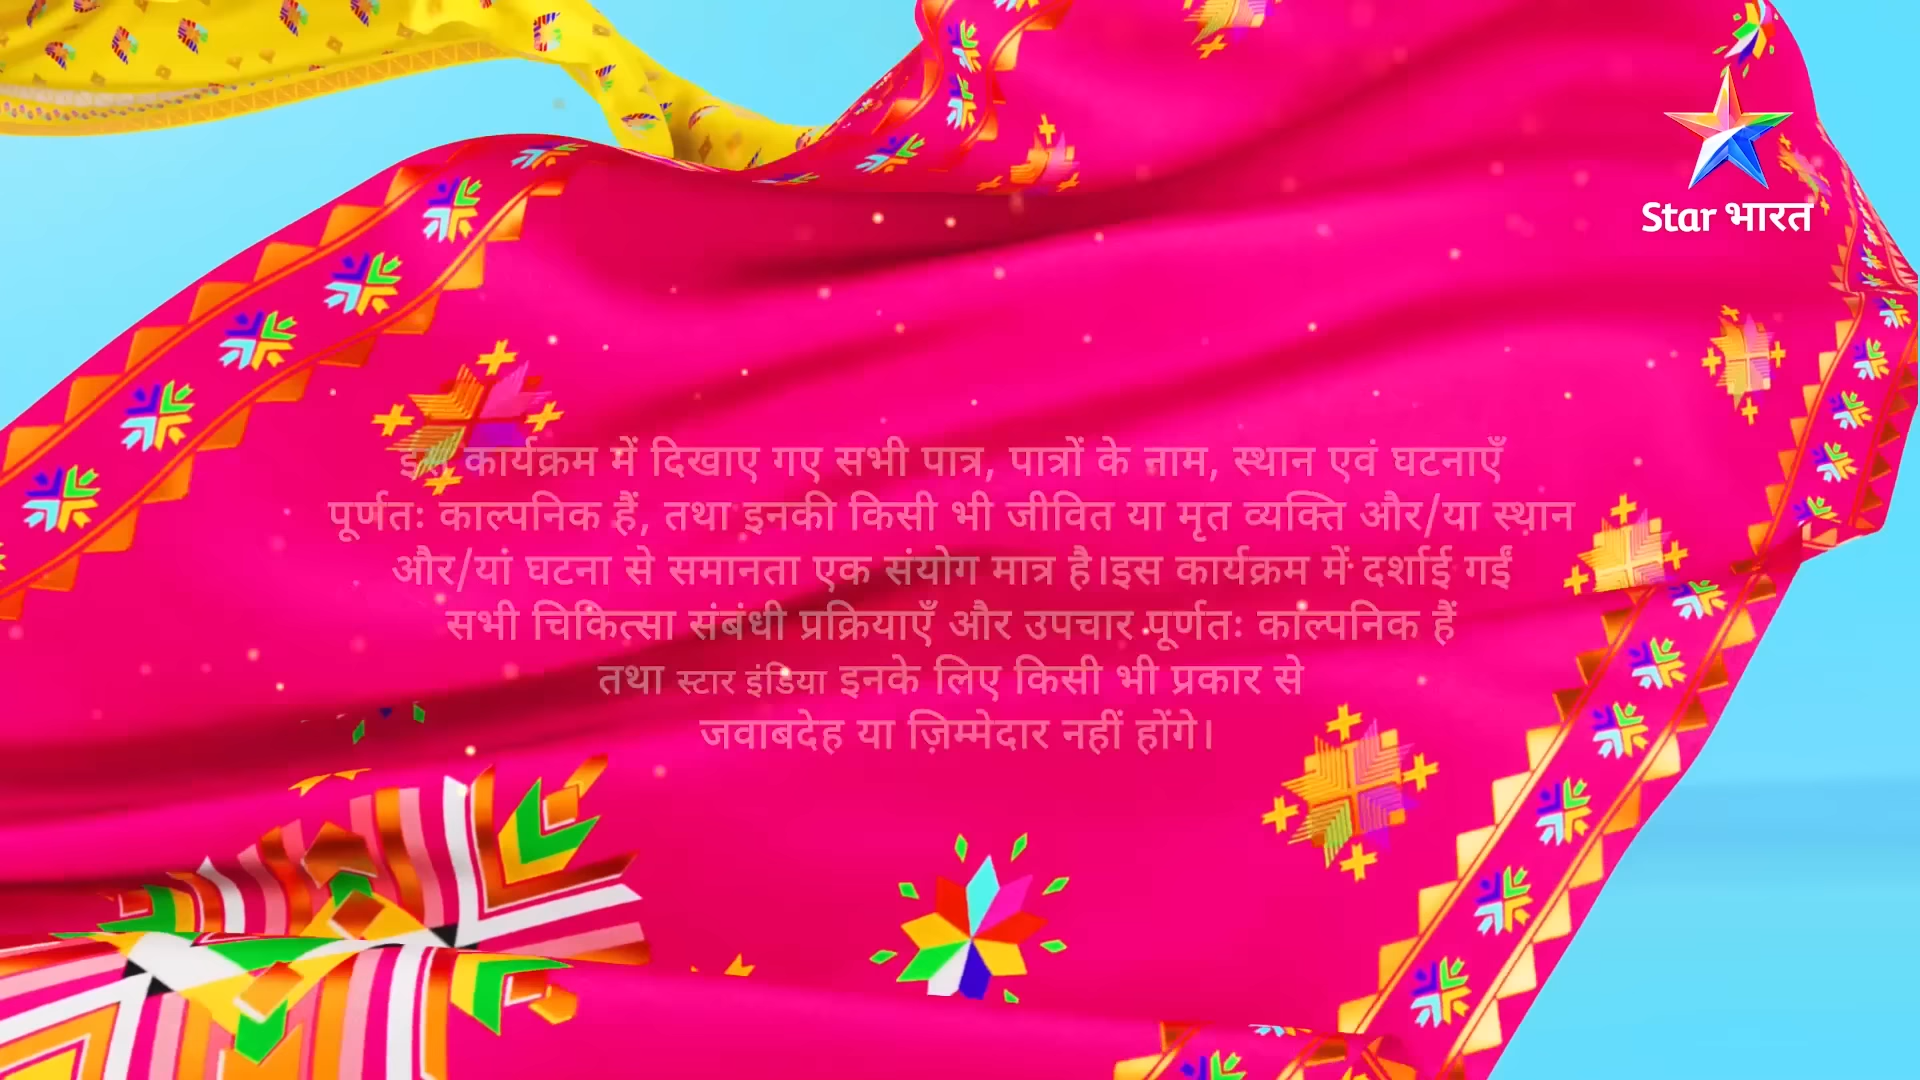 Star भारत
इस कार्यक्रम में दिखाए गए सभी पात्र, पात्रों के नाम, स्थान एवं घटनाएँ
पूर्णतः काल्पनिक हैं, तथा इनकी किसी भी जीवित या मृत व्यक्ति और/या स्थान
और/या घटना से समानता एक संयोग मात्र है।इस कार्यक्रम में दर्शाई गईं
सभी चिकित्सा संबंधी प्रक्रियाएँ और उपचार पूर्णतः काल्पनिक हैं
तथा स्टार इंडिया इनके लिए किसी भी प्रकार से
जवाबदेह या ज़िम्मेदार नहीं होंगे।